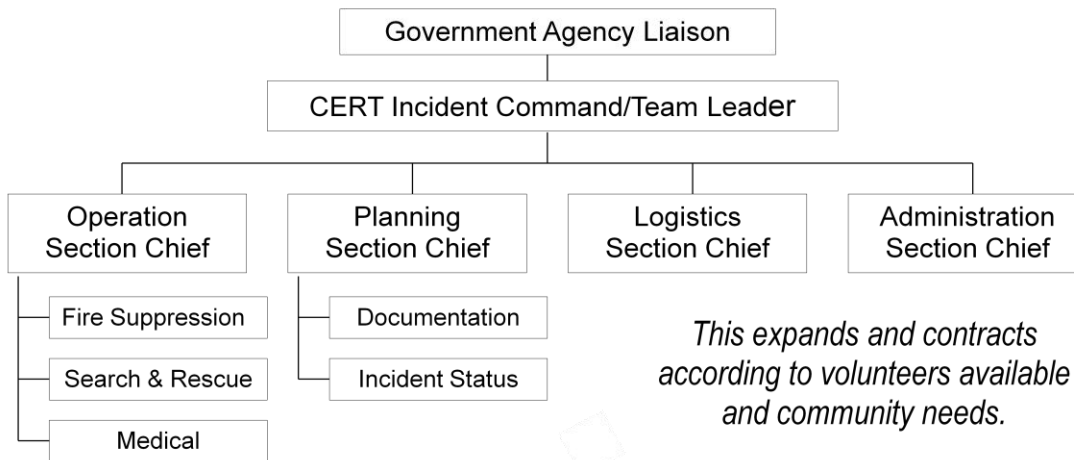 Government Agency Liaison
CERT Incident Command/Team Leader
Operation
Section Chief
Planning
Section Chief
Logistics
Section Chief
Administration
Section Chief
Fire Suppression
Search & Rescue
Medical
Documentation
Incident Status
This expands and contracts
according to volunteers available
and community needs.